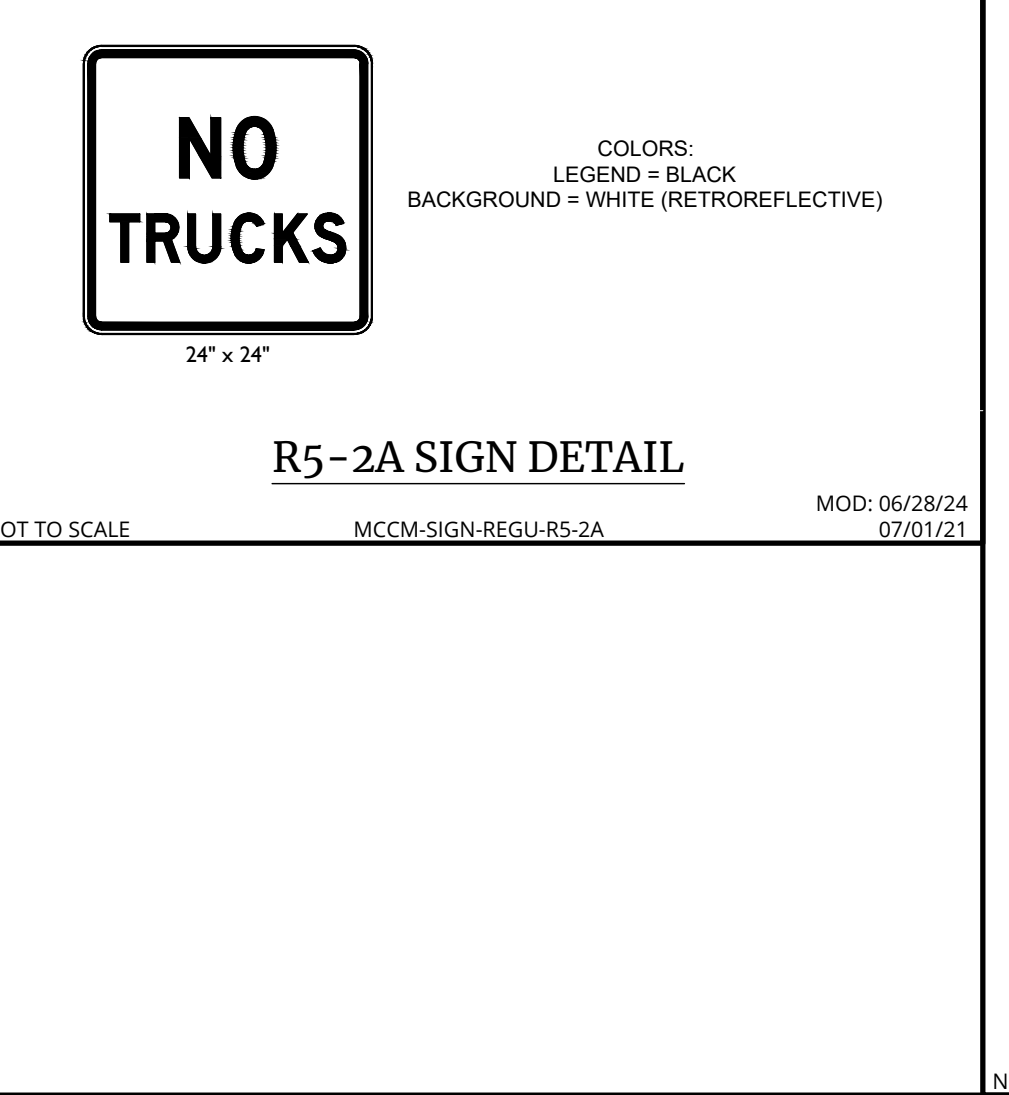 NO
TRUCKS
24" x 24"
COLORS:
LEGEND = BLACK
BACKGROUND = WHITE (RETROREFLECTIVE)
R5-2A SIGN DETAIL
OT TO SCALE
MCCM-SIGN-REGU-R5-2A
MOD: 06/28/24
07/01/21
N